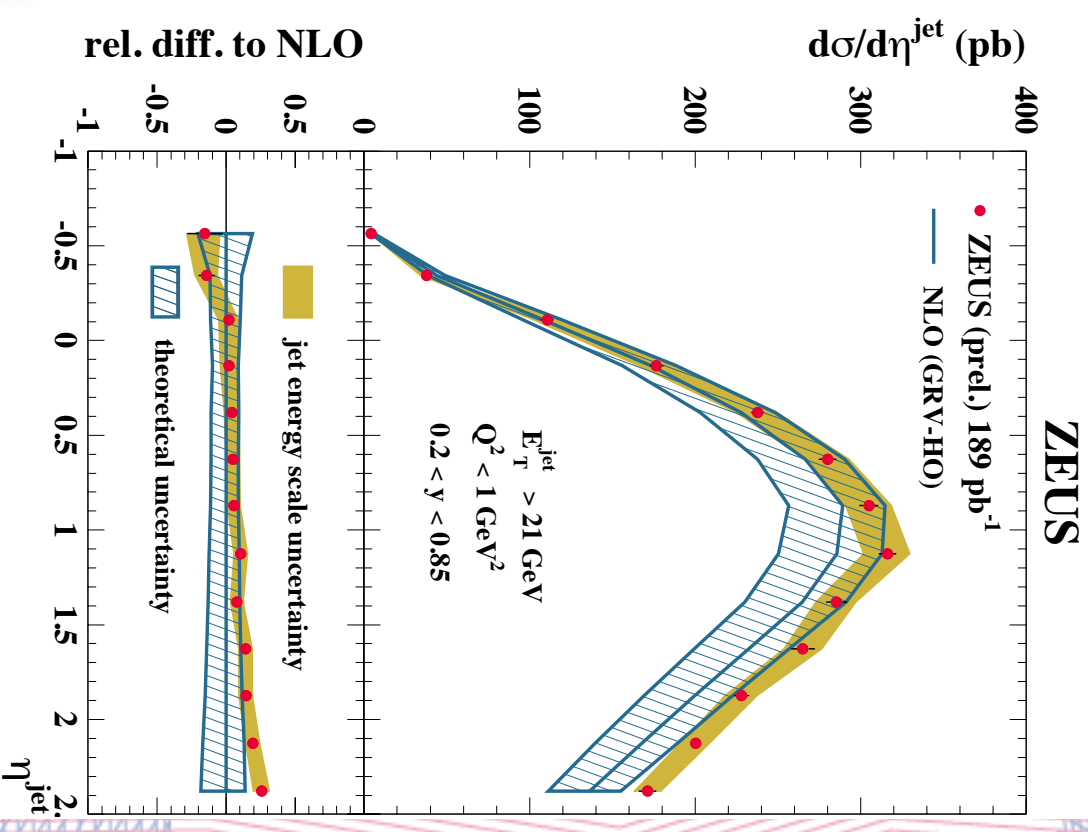 ZEUS
dσ/dη^jet (pb)
400
300
200
100
0
ZEUS (prel.) 189 pb^-1
NLO (GRV-HO)
E_T^jet > 21 GeV
Q^2 < 1 GeV^2
0.2 < y < 0.85
rel. diff. to NLO
0.5
0
-0.5
-1
jet energy scale uncertainty
theoretical uncertainty
-1 -0.5 0 0.5 1 1.5 2 2.
η^jet